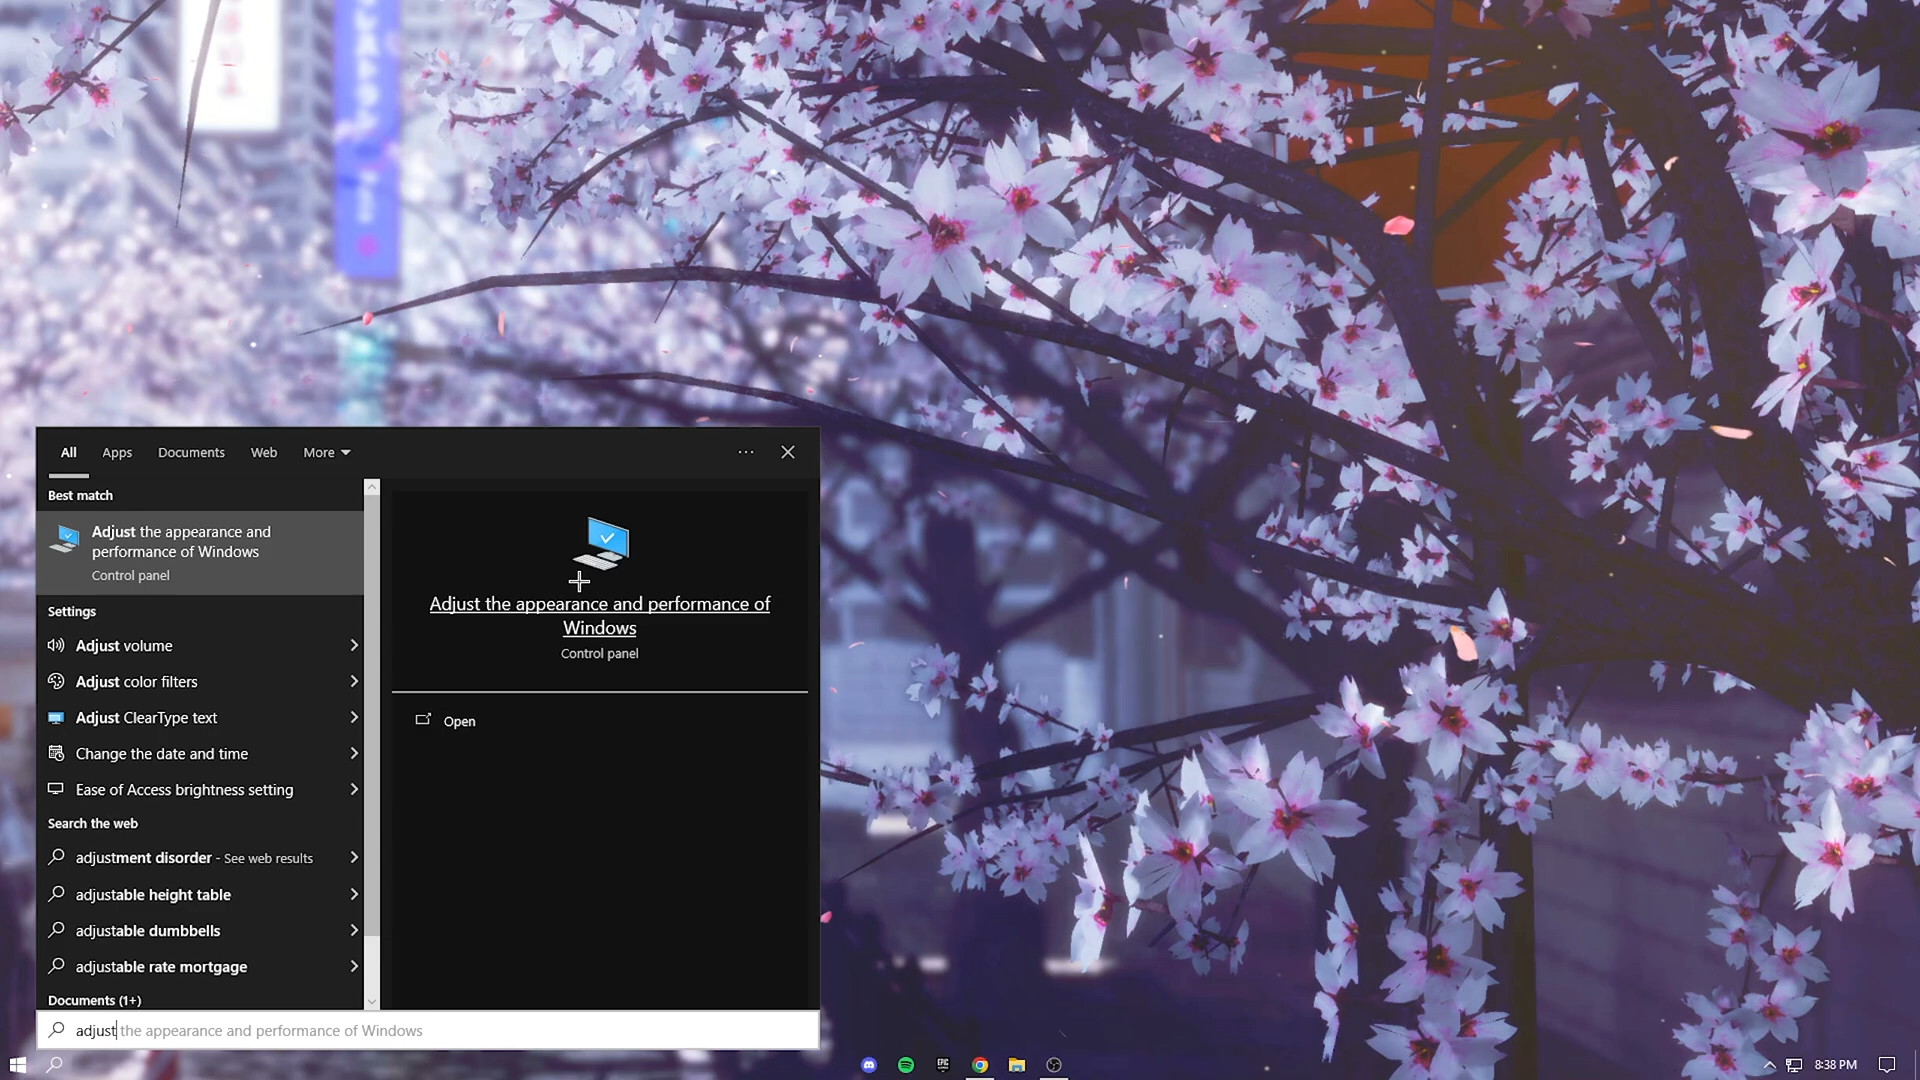 All Apps Documents Web More
Best match
Adjust the appearance and
performance of Windows
Control panel
Settings
Adjust volume
Adjust color filters
Adjust ClearType text
Change the date and time
Ease of Access brightness setting
Search the web
adjustment disorder - See web results
adjustable height table
adjustable dumbbells
adjustable rate mortgage
Documents (1+)
Adjust the appearance and performance of
Windows
Control panel
Open
adjust the appearance and performance of Windows
EPIC
8:38 PM